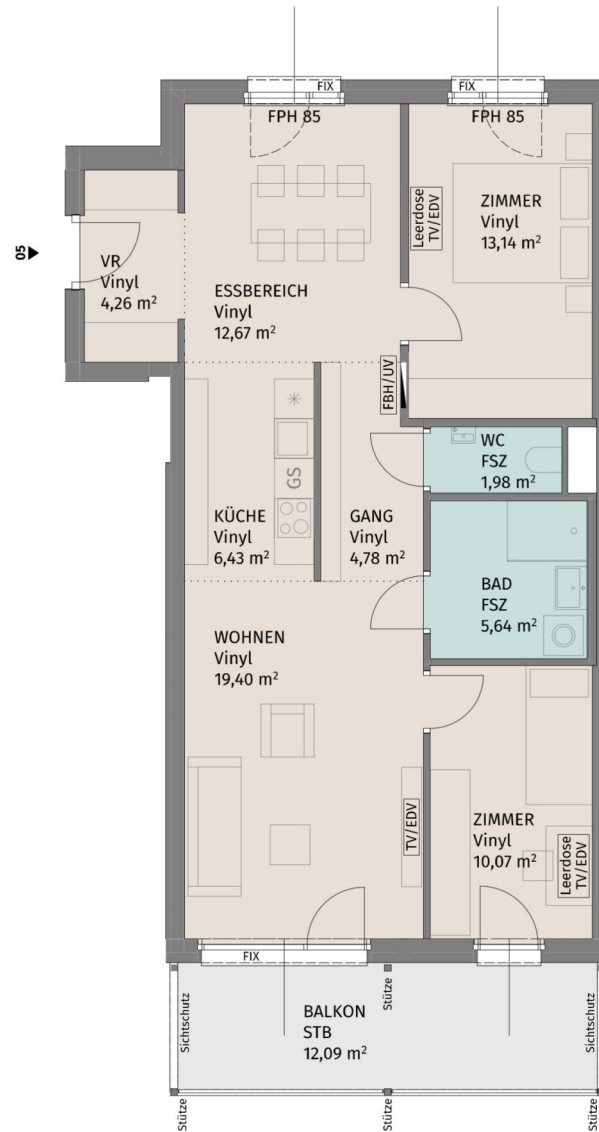 FIX
FIX
FPH 85
FPH 85
ZIMMER
Vinyl
13,14 m²
Leerdose
TV/EDV
05
VR
Vinyl
4,26 m²
ESSBEREICH
Vinyl
12,67 m²
FBH/UV
WC
FSZ
1,98 m²
GS
KÜCHE
Vinyl
6,43 m²
GANG
Vinyl
4,78 m²
BAD
FSZ
5,64 m²
WOHNEN
Vinyl
19,40 m²
TV/EDV
ZIMMER
Vinyl
10,07 m²
Leerdose
TV/EDV
FIX
Sichtschutz
BALKON
STB
12,09 m²
Stütze
Sichtschutz
Stütze
Stütze
Stütze